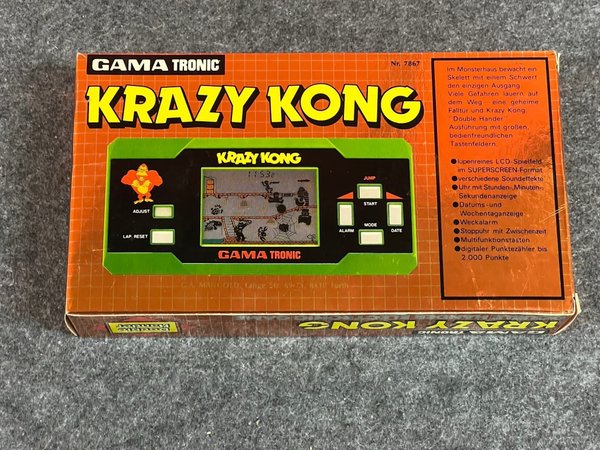 GAMA TRONIC
Nr. 7867
KRAZY KONG
Im Monsterhaus bewacht ein
Skelett mit einem Schwert
den einzigen Ausgang.
Viele Gefahren lauern auf
dem Weg - eine geheime
Falltür und Krazy Kong.
Double Hander
Ausführung mit großen,
bedienfreundlichen
Tastenfeldern.
lupenreines LCD-Spielfeld
im SUPERSCREEN-Format
verschiedene Soundeffekte
Uhr mit Stunden-, Minuten-,
Sekundenanzeige
Datums- und
Wochentaganzeige
Weckalarm
Stoppuhr mit Zwischenzeit
Multifunktionstasten
digitaler Punktezähler bis
2.000 Punkte
KRAZY KONG
ADJUST
LAP. RESET
JUMP
START
MODE
ALARM
DATE
GAMA TRONIC
GAMA TRONIC
KRAZY KONG